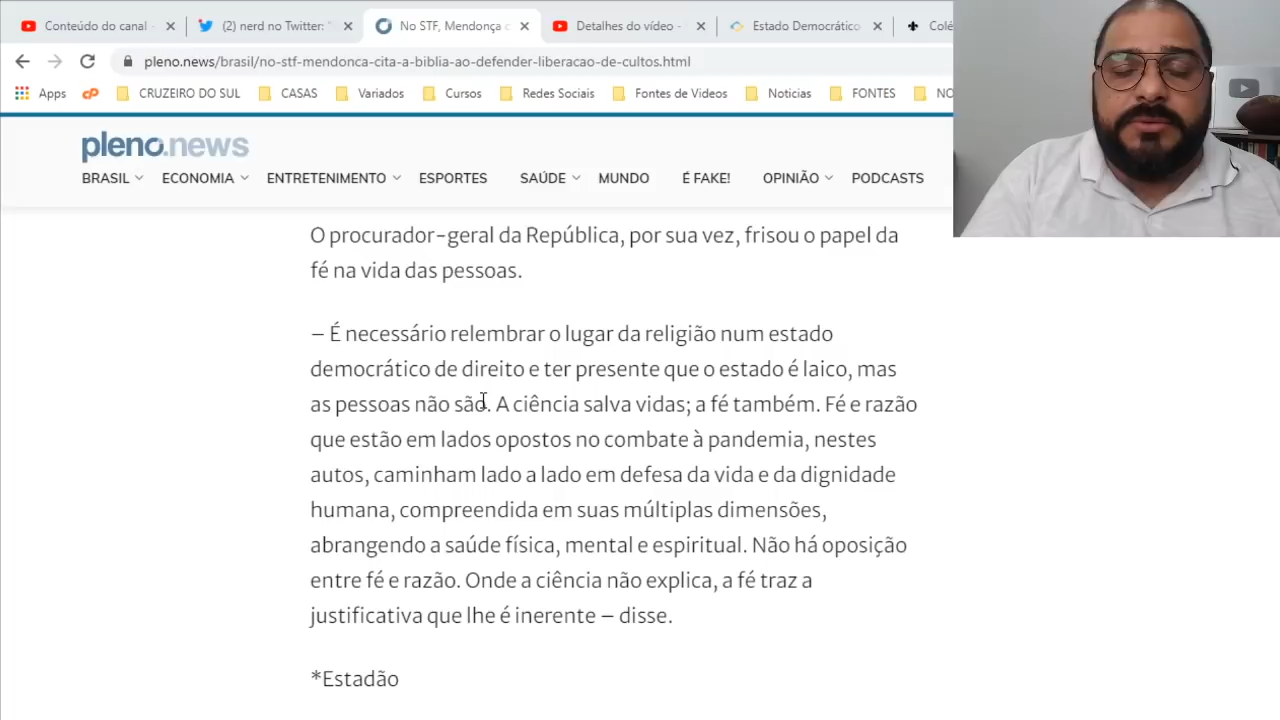 Conteúdo do canal -
(2) nerd no Twitter: "
No STF, Mendonça c
Detalhes do vídeo -
Estado Democrático
Colé
pleno.news/brasil/no-stf-mendonca-cita-a-biblia-ao-defender-liberacao-de-cultos.html
Apps
CRUZEIRO DO SUL
CASAS
Variados
Cursos
Redes Sociais
Fontes de Videos
Noticias
FONTES
NO
pleno.news
BRASIL
ECONOMIA
ENTRETENIMENTO
ESPORTES
SAÚDE
MUNDO
É FAKE!
OPINIÃO
PODCASTS
O procurador-geral da República, por sua vez, frisou o papel da
fé na vida das pessoas.
– É necessário relembrar o lugar da religião num estado
democrático de direito e ter presente que o estado é laico, mas
as pessoas não são. A ciência salva vidas; a fé também. Fé e razão
que estão em lados opostos no combate à pandemia, nestes
autos, caminham lado a lado em defesa da vida e da dignidade
humana, compreendida em suas múltiplas dimensões,
abrangendo a saúde física, mental e espiritual. Não há oposição
entre fé e razão. Onde a ciência não explica, a fé traz a
justificativa que lhe é inerente – disse.
*Estadão